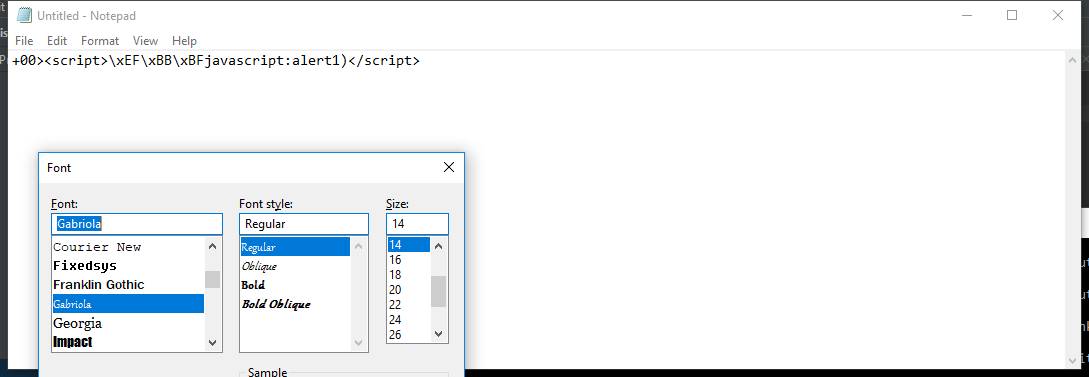 Untitled - Notepad
File Edit Format View Help
+00><script>\xEF\xBB\xBFjavascript:alert1)</script>
Font
Font: Font style: Size:
Gabriola Regular 14
Courier New Regular 14
Fixedsys Oblique 16
Franklin Gothic Bold 18
Gabriola Bold Oblique 20
Georgia 22
Impact 24
26
Sample